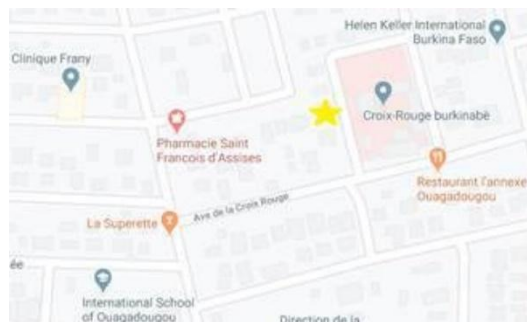 Helen Keller International
Burkina Faso
Clinique Frany
Croix-Rouge burkinabè
Pharmacie Saint
Francois d'Assises
Restaurant l'annexe
Ouagadougou
Ave de la Croix Rouge
La Superette
ée
International School
of Ouagadougou
Direction de la